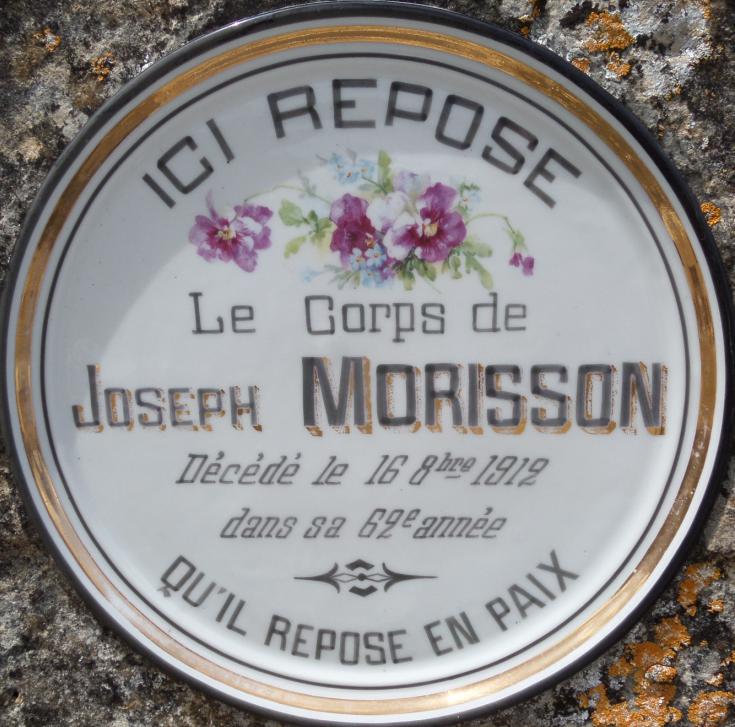 ICI REPOSE
Le Corps de
JOSEPH MORISSON
Décédé le 16 8bre 1912
dans sa 62e année
QU'IL REPOSE EN PAIX